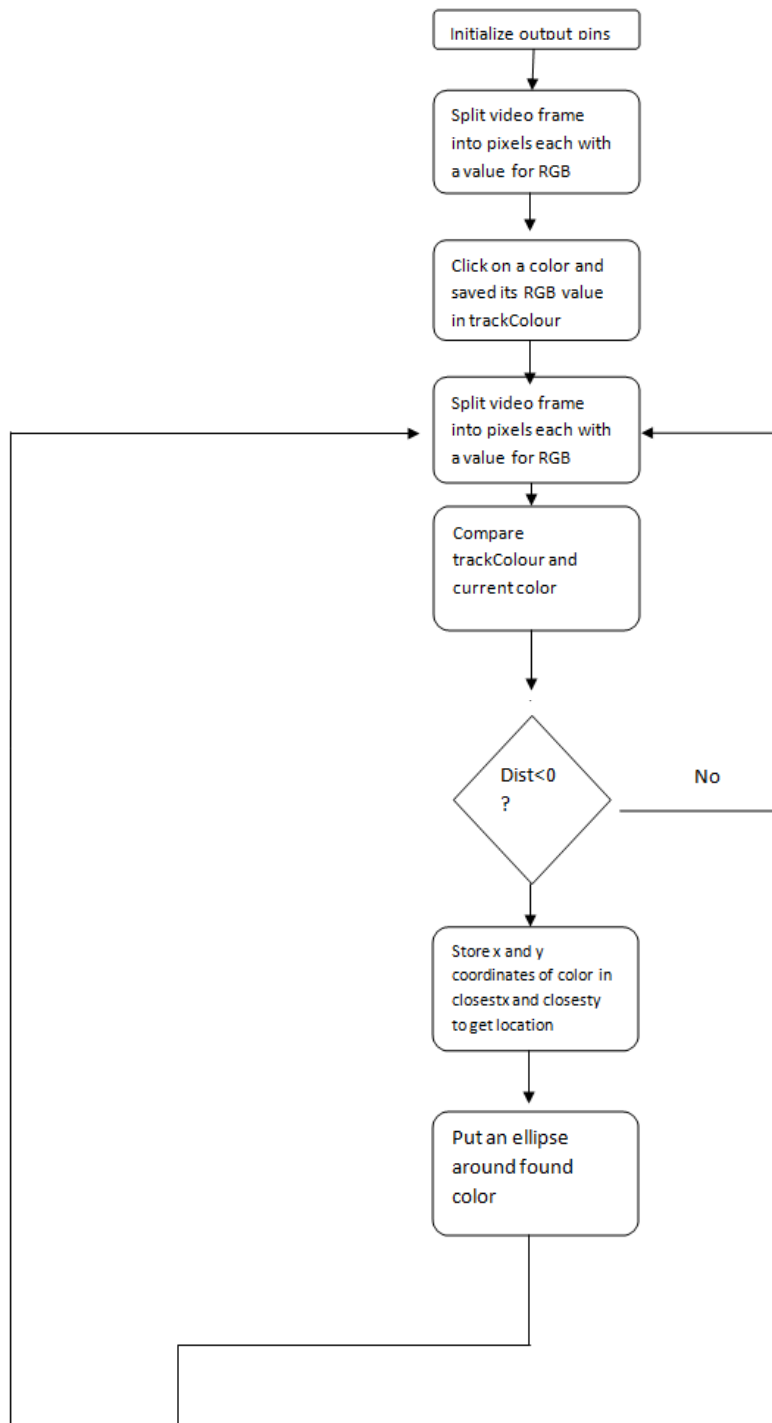 Initialize output pins
Split video frame
into pixels each with
a value for RGB
Click on a color and
saved its RGB value
in trackColour
Split video frame
into pixels each with
a value for RGB
Compare
trackColour and
current color
Dist<0
?
No
Store x and y
coordinates of color in
closestx and closesty
to get location
Put an ellipse
around found
color